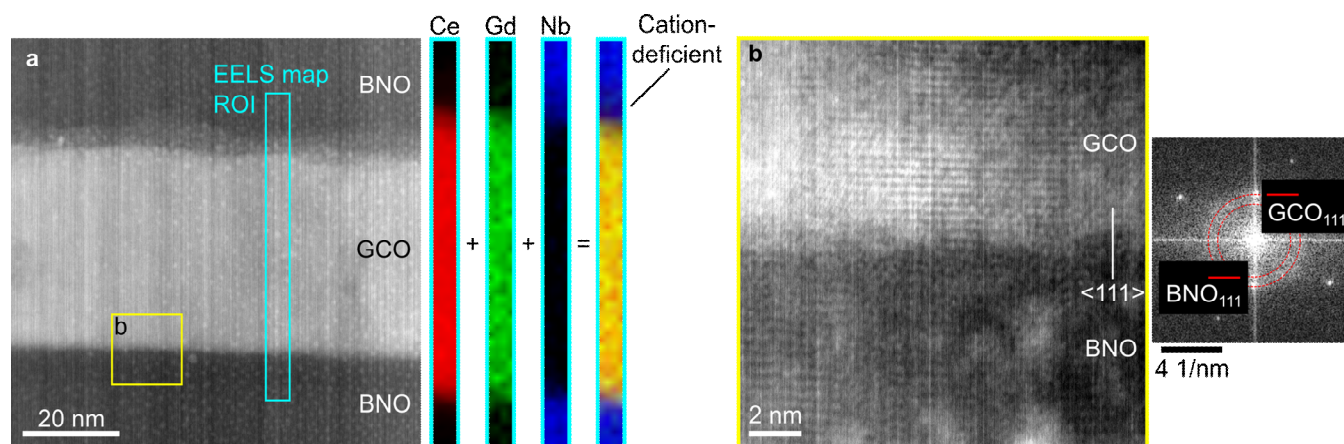 a
BNO
EELS map
ROI
GCO
b
BNO
20 nm
Ce
Gd
Nb
+
+
=
Cation-
deficient
b
GCO
<111>
BNO
2 nm
GCO111
BNO111
4 1/nm